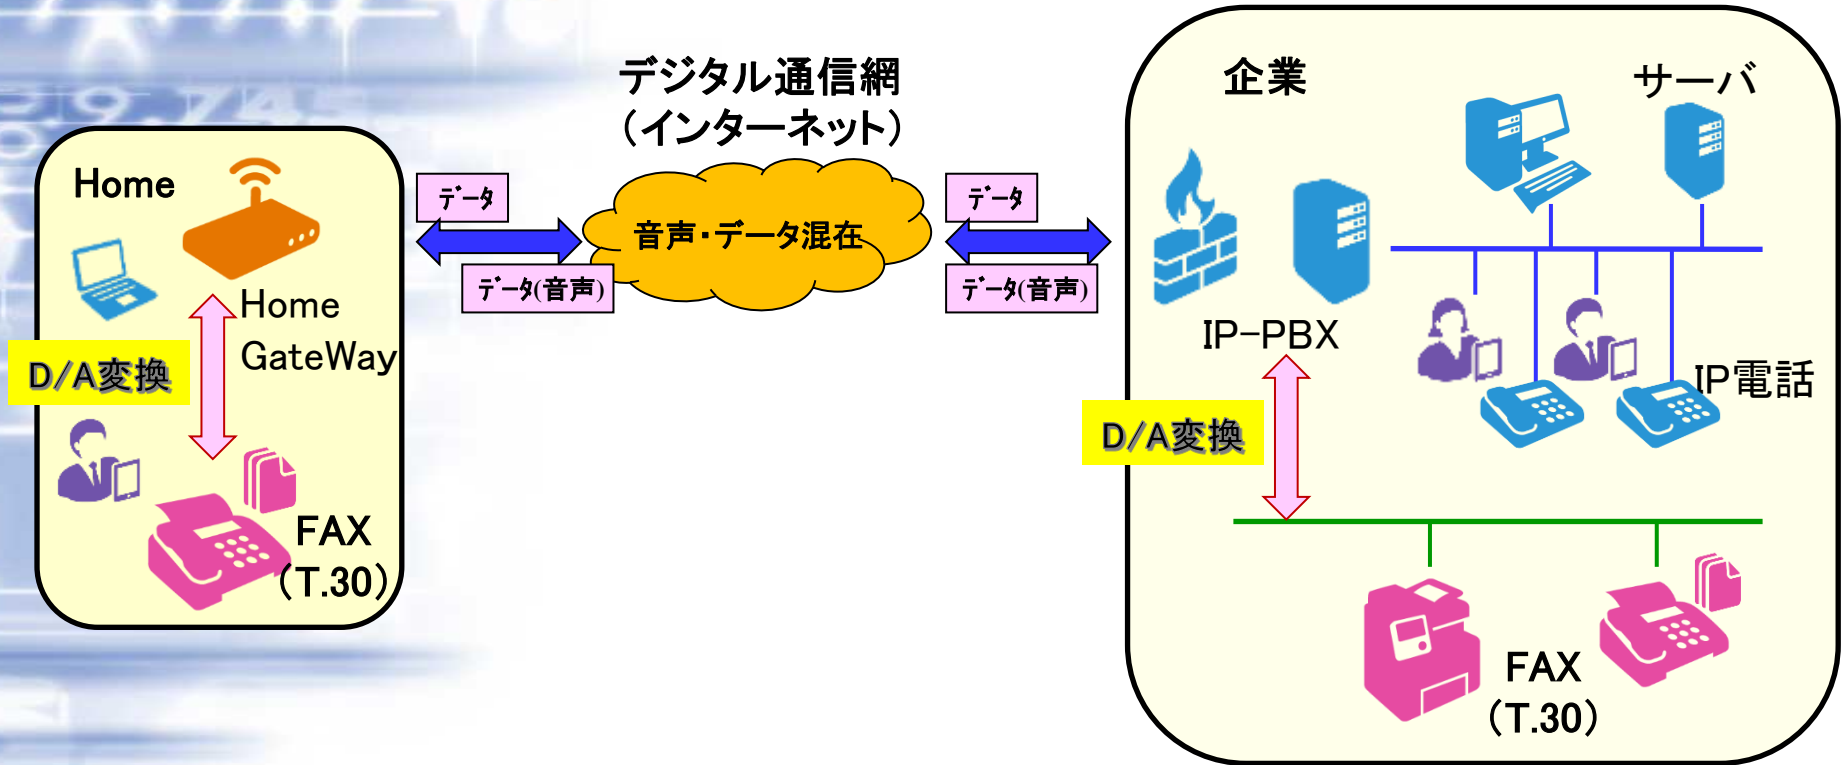 デジタル通信網
（インターネット）
Home
Home
GateWay
D/A変換
FAX
（T.30）
ﾃﾞｰﾀ
ﾃﾞｰﾀ(音声)
音声・データ混在
ﾃﾞｰﾀ
ﾃﾞｰﾀ(音声)
企業
サーバ
IP-PBX
IP電話
D/A変換
FAX
（T.30）